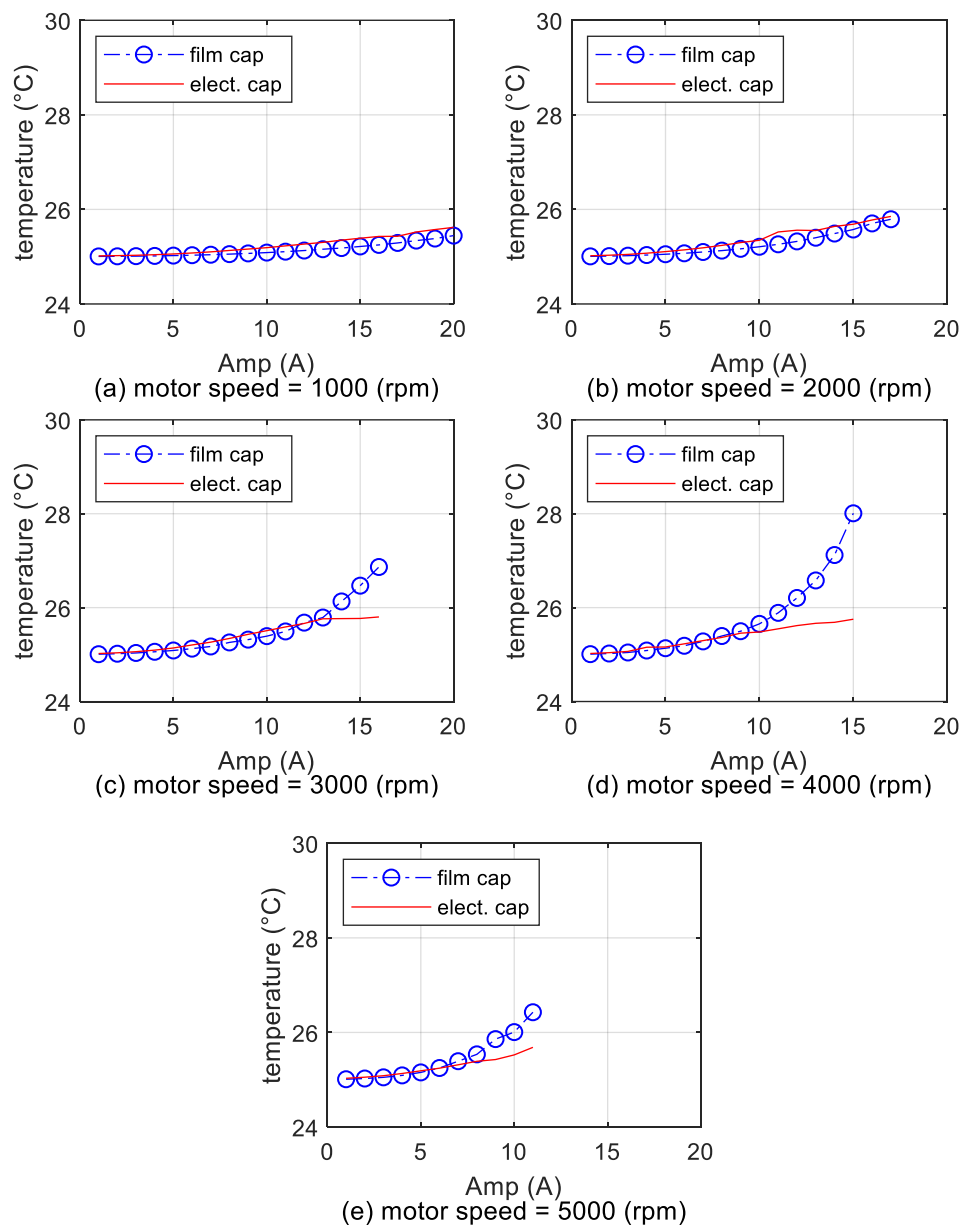 30
28
26
24
temperature (°C)
film cap
elect. cap
0 5 10 15 20
Amp (A)
(a) motor speed = 1000 (rpm)
30
28
26
24
temperature (°C)
film cap
elect. cap
0 5 10 15 20
Amp (A)
(b) motor speed = 2000 (rpm)
30
28
26
24
temperature (°C)
film cap
elect. cap
0 5 10 15 20
Amp (A)
(c) motor speed = 3000 (rpm)
30
28
26
24
temperature (°C)
film cap
elect. cap
0 5 10 15 20
Amp (A)
(d) motor speed = 4000 (rpm)
30
28
26
24
temperature (°C)
film cap
elect. cap
0 5 10 15 20
Amp (A)
(e) motor speed = 5000 (rpm)